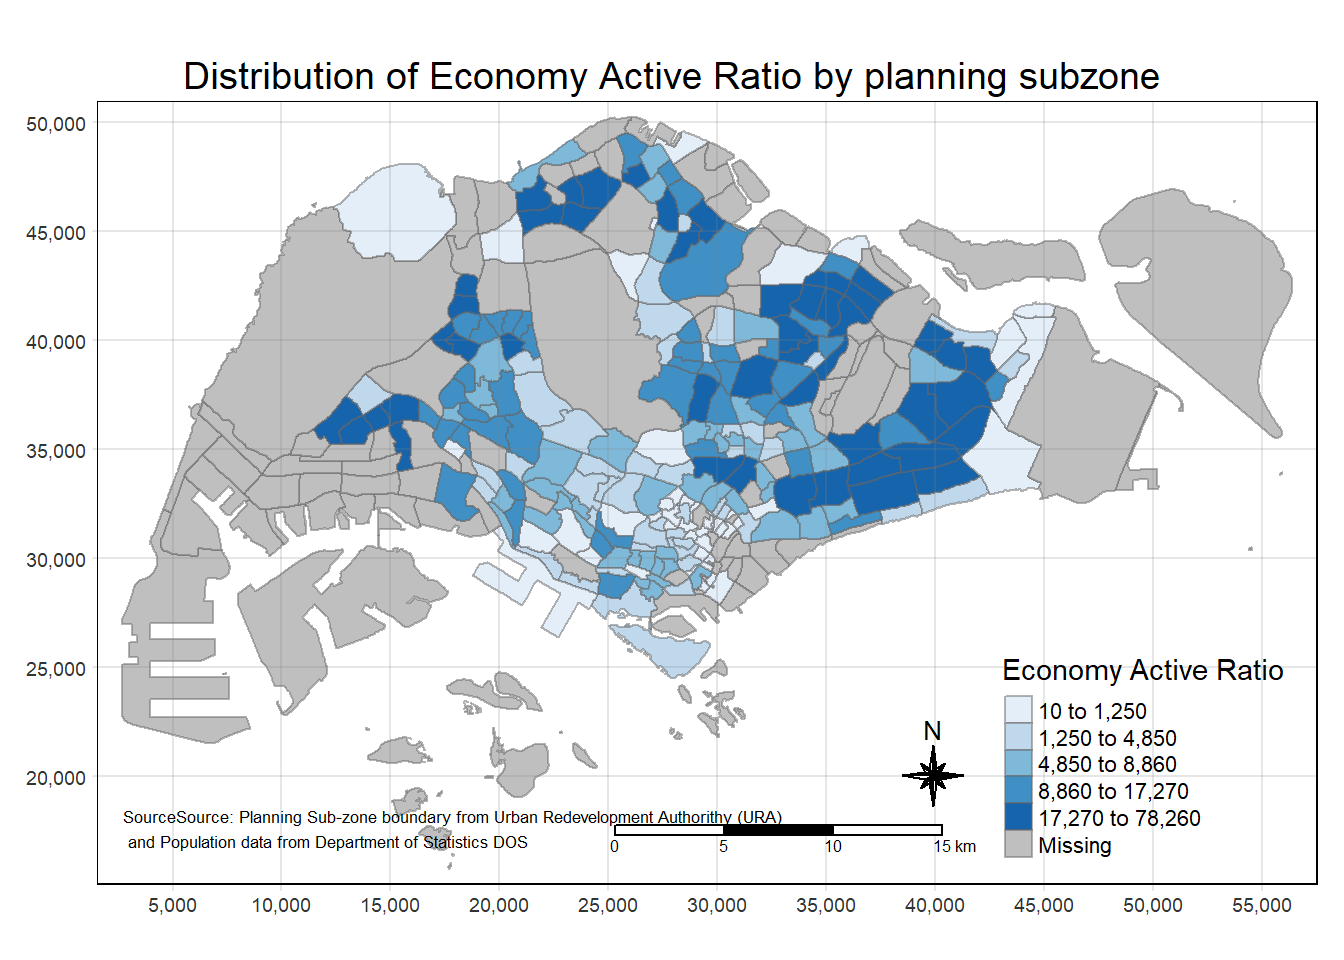 Distribution of Economy Active Ratio by planning subzone
50,000
45,000
40,000
35,000
30,000
25,000
20,000
Economy Active Ratio
10 to 1,250
1,250 to 4,850
4,850 to 8,860
8,860 to 17,270
17,270 to 78,260
Missing
N
SourceSource: Planning Sub-zone boundary from Urban Redevelopment Authorithy (URA)
and Population data from Department of Statistics DOS
0 5 10 15 km
5,000 10,000 15,000 20,000 25,000 30,000 35,000 40,000 45,000 50,000 55,000